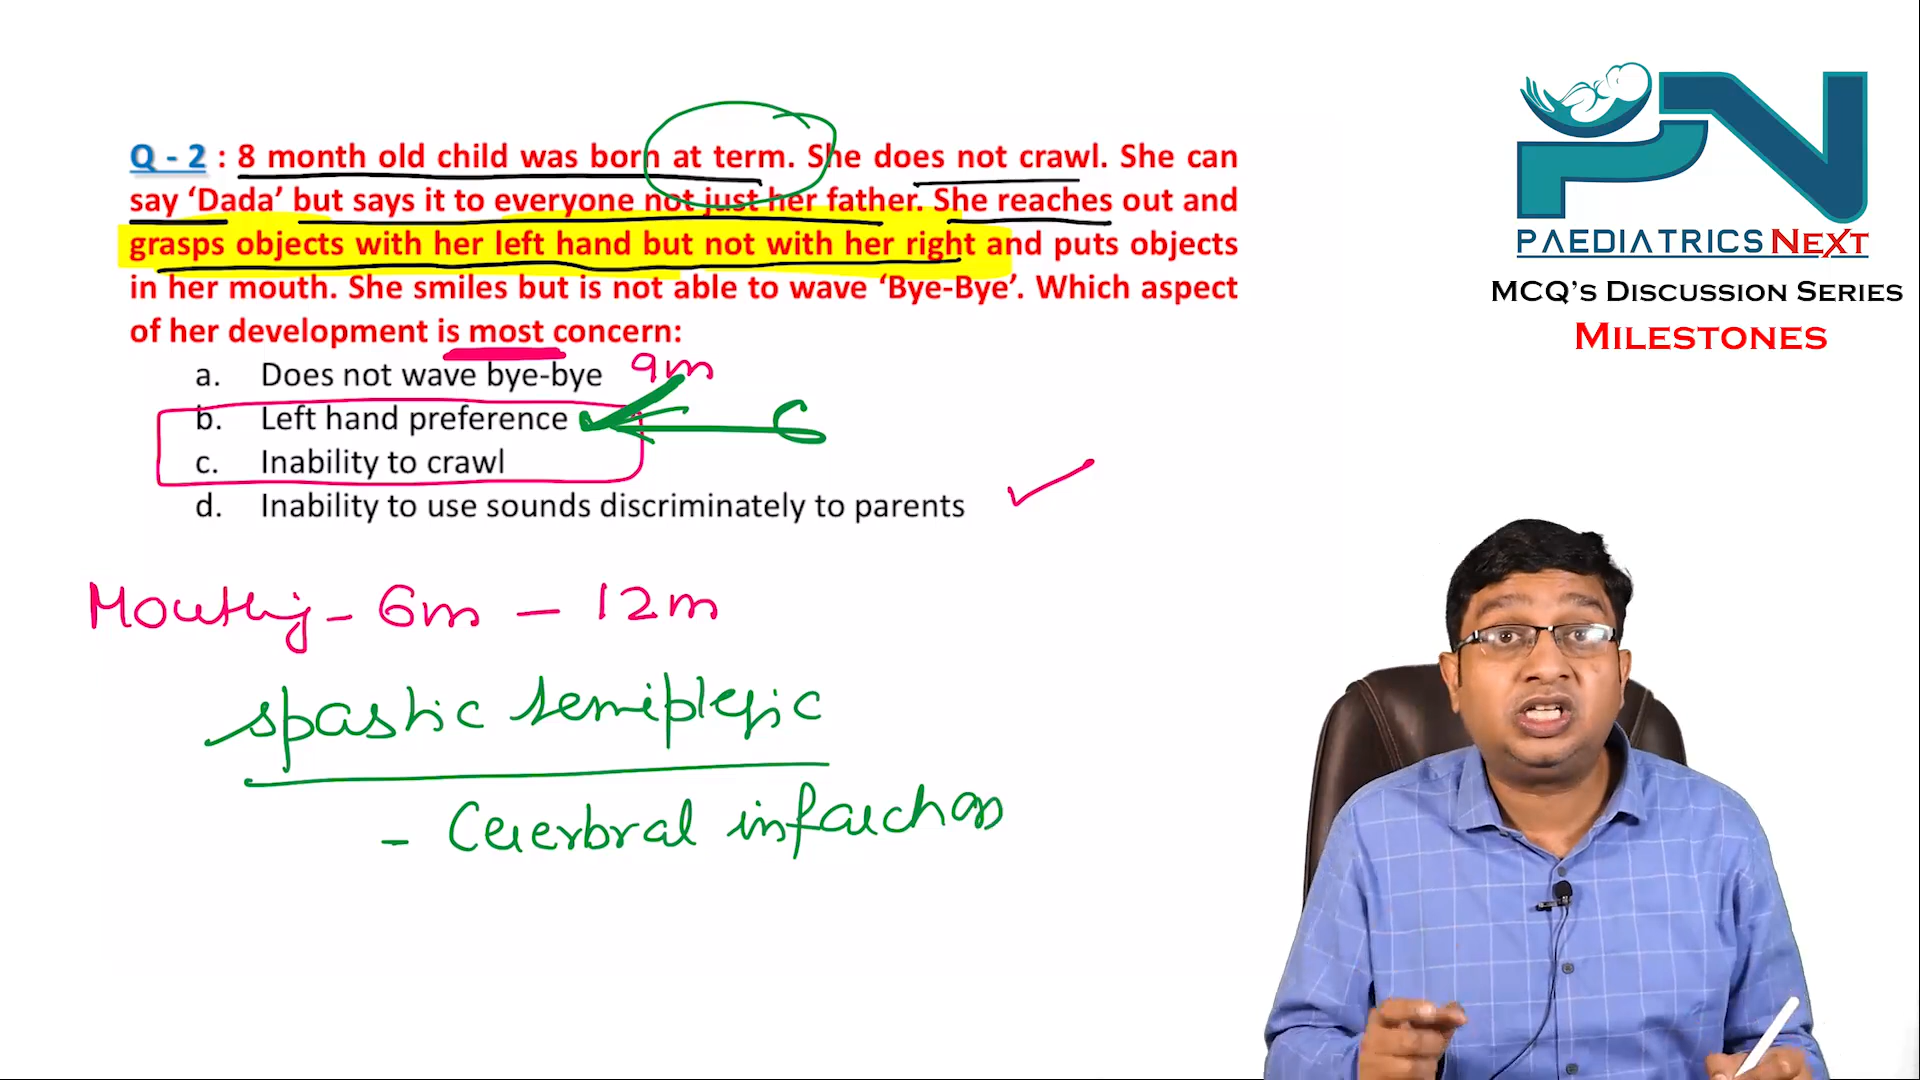 Q - 2 : 8 month old child was born at term. She does not crawl. She can
say ‘Dada’ but says it to everyone not just her father. She reaches out and
grasps objects with her left hand but not with her right and puts objects
in her mouth. She smiles but is not able to wave ‘Bye-Bye’. Which aspect
of her development is most concern:
a. Does not wave bye-bye 9m
b. Left hand preference
c. Inability to crawl
d. Inability to use sounds discriminately to parents
Mouthing - 6m - 12m
spastic
- Cerebral
PN
PAEDIATRICS NEXT
MCQ’S DISCUSSION SERIES
MILESTONES